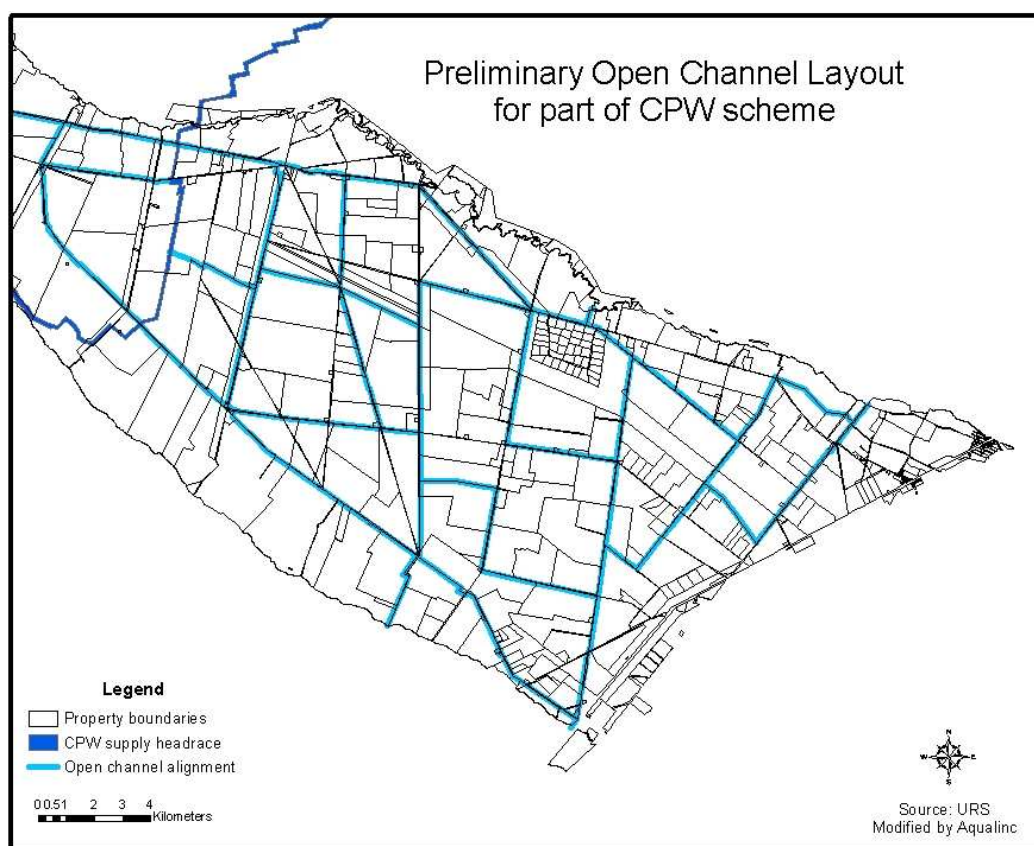 Preliminary Open Channel Layout
for part of CPW scheme
Legend
Property boundaries
CPW supply headrace
Open channel alignment
0 0.5 1 2 3 4
Kilometers
N
W E
S
Source: URS
Modified by Aqualinc